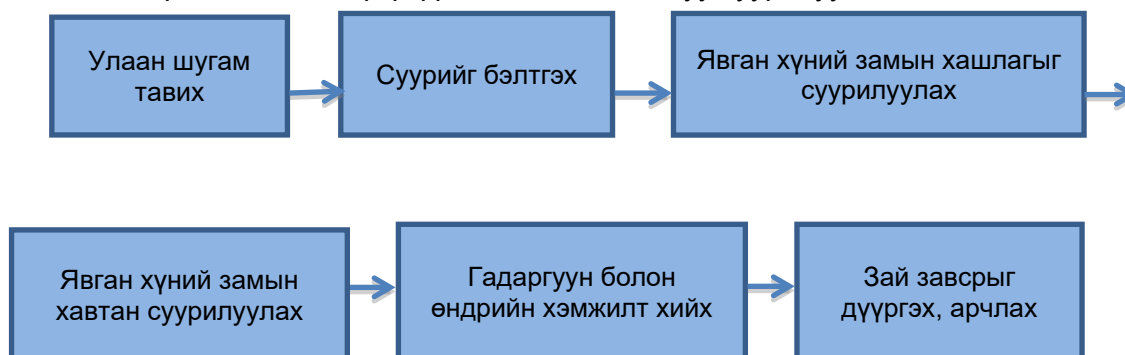 Улаан шугам
тавих
Суурийг бэлтгэх
Явган хүний замын хашлагыг
суурилуулах
Явган хүний замын
хавтан суурилуулах
Гадаргуун болон
өндрийн хэмжилт хийх
Зай завсрыг
дүүргэх, арчлах